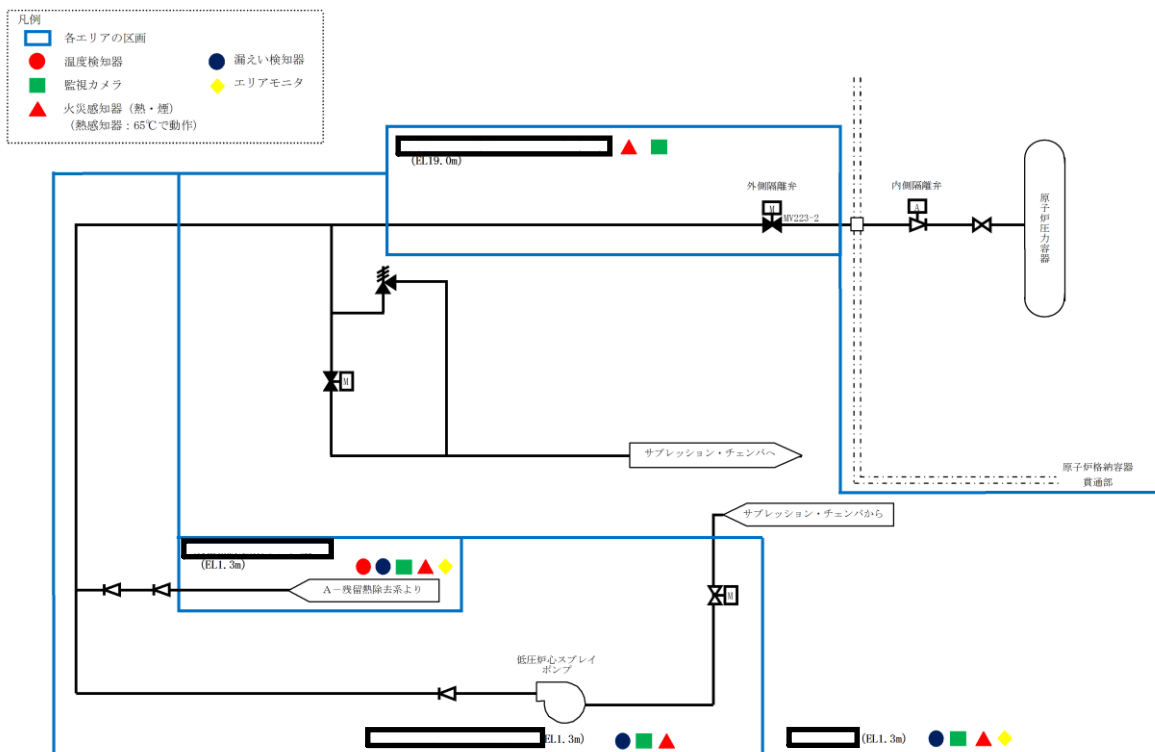 凡例
各エリアの区画
温度検知器
漏えい検知器
監視カメラ
エリアモニタ
火災感知器（熱・煙）
（熱感知器：65℃で動作）
(EL19.0m)
外側隔離弁
内側隔離弁
M
MV223-2
A
原子炉圧力容器
M
サプレッション・チェンバへ
原子炉格納容器
貫通部
サプレッション・チェンバから
(EL1.3m)
A－残留熱除去系より
M
低圧炉心スプレイ
ポンプ
EL1.3m)
(EL1.3m)